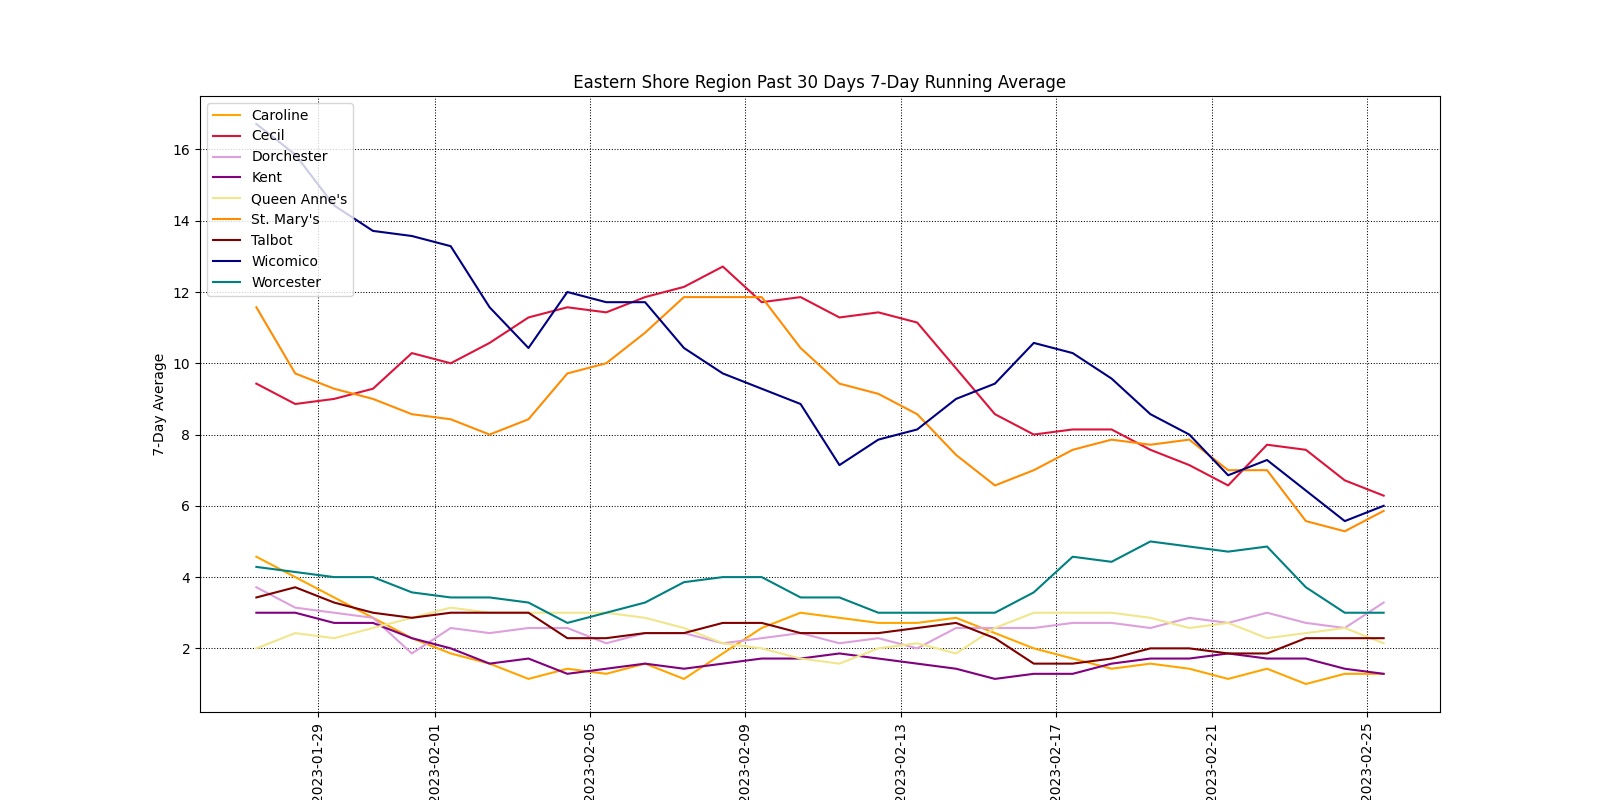 Eastern Shore Region Past 30 Days 7-Day Running Average
Caroline
Cecil
Dorchester
Kent
Queen Anne's
St. Mary's
Talbot
Wicomico
Worcester
7-Day Average
16
14
12
10
8
6
4
2
2023-01-29
2023-02-01
2023-02-05
2023-02-09
2023-02-13
2023-02-17
2023-02-21
2023-02-25